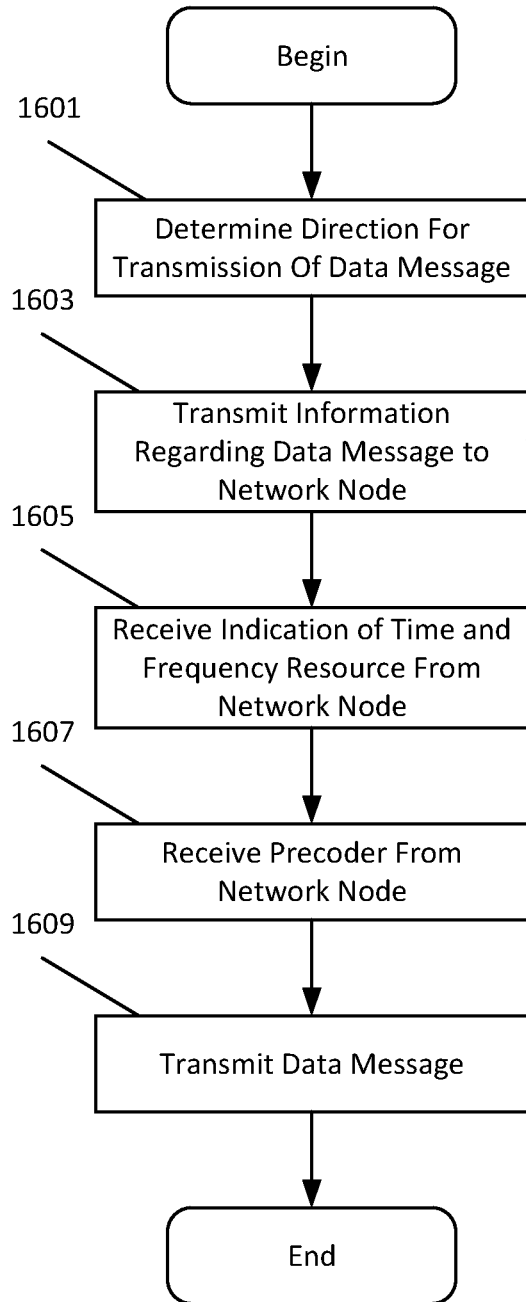 Begin
1601
Determine Direction For
Transmission Of Data Message
1603
Transmit Information
Regarding Data Message to
Network Node
1605
Receive Indication of Time and
Frequency Resource From
Network Node
1607
Receive Precoder From
Network Node
1609
Transmit Data Message
End